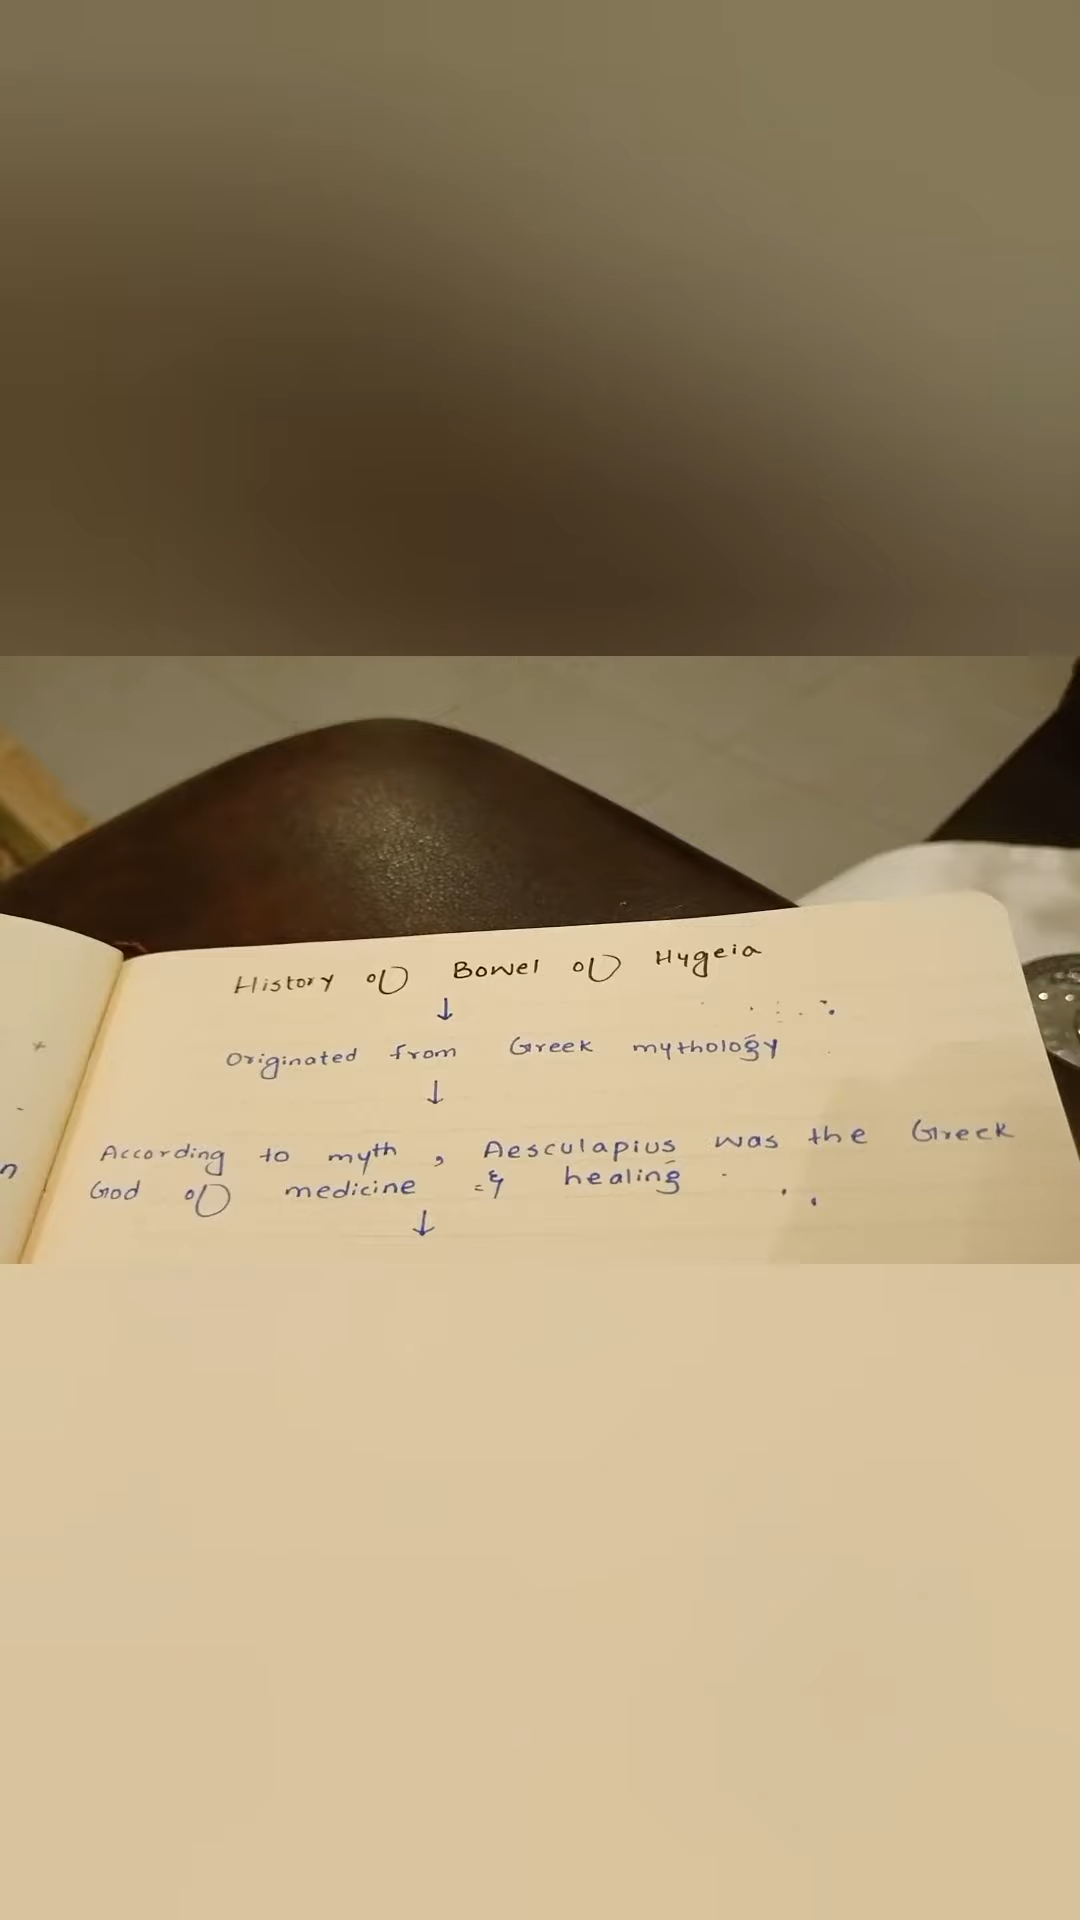 History of Bowel of Hygeia
↓
Originated from Greek mythology
↓
According to myth, Aesculapius was the Greek
God of medicine & healing
↓